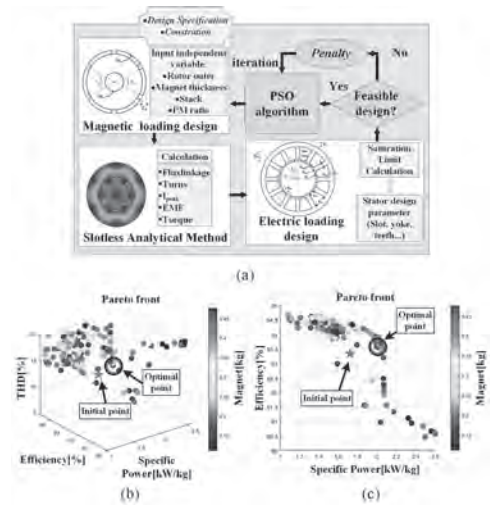 •Design Specification
•Constration
Input independent
variable
•Rotor outer
•Magnet thickness
•Stack
•PM ratio
Magnetic loading design
iteration
Penalty
No
PSO
algorithm
Yes
Feasible
design?
Calculation
•Fluxlinkage
•Turns
•EMF
•Torque
Slotless Analytical Method
Electric loading
design
Saturation
Limit
Calculation
Stator design
parameter
(Slot, yoke,
teeth...)
(a)
Pareto front
THD[%]
Optimal
point
Initial point
Efficiency[%]
Specific
Power[kW/kg]
Magnet[kg]
(b)
Pareto front
Efficiency[%]
Optimal
point
Initial point
Specific Power[kW/kg]
Magnet[kg]
(c)